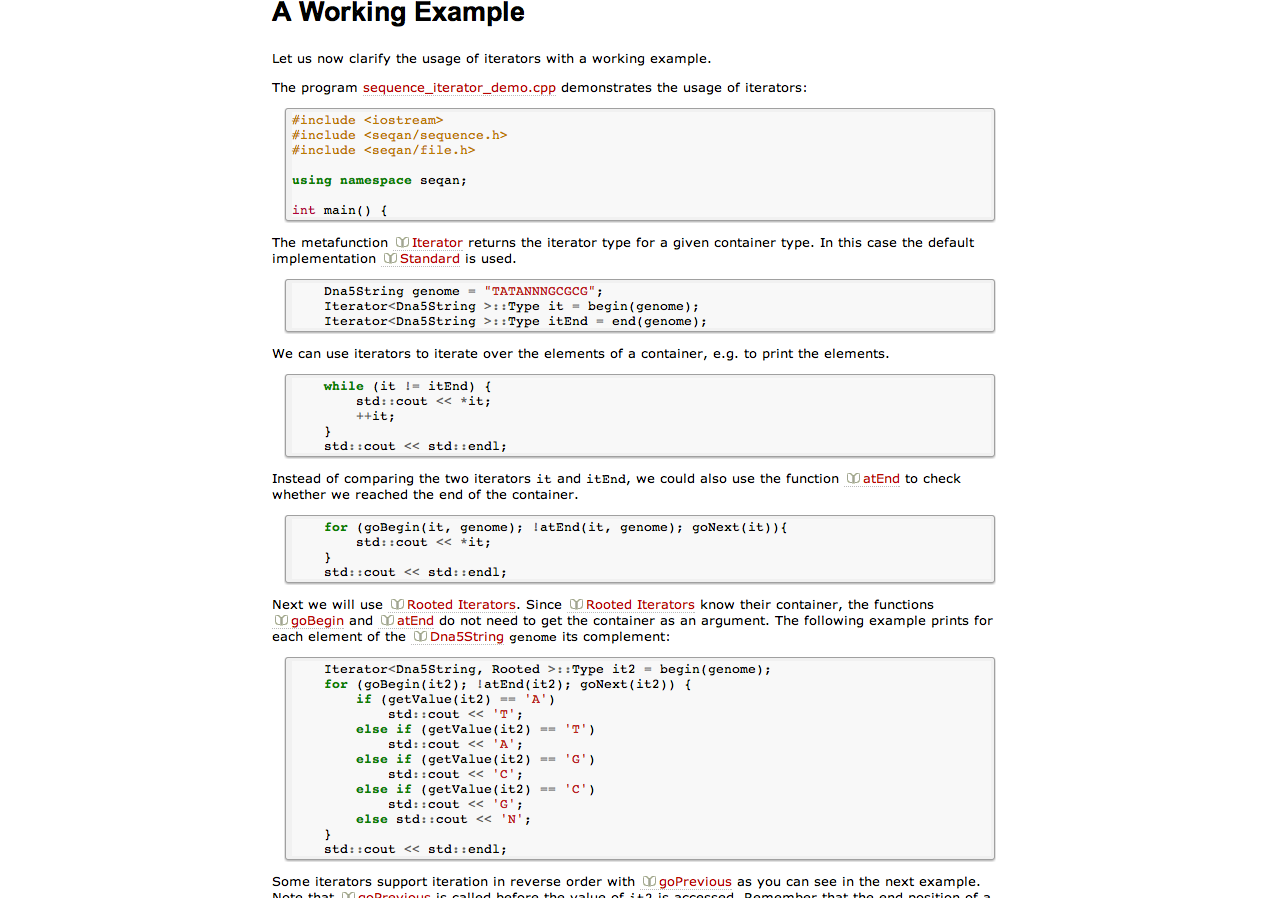 A Working Example
Let us now clarify the usage of iterators with a working example.
The program sequence_iterator_demo.cpp demonstrates the usage of iterators:
#include <iostream>
#include <seqan/sequence.h>
#include <seqan/file.h>
using namespace seqan;
int main() {
The metafunction Iterator returns the iterator type for a given container type. In this case the default
implementation Standard is used.
Dna5String genome = "TATANNNGCGCG";
Iterator<Dna5String >::Type it = begin(genome);
Iterator<Dna5String >::Type itEnd = end(genome);
We can use iterators to iterate over the elements of a container, e.g. to print the elements.
while (it != itEnd) {
std::cout << *it;
++it;
}
std::cout << std::endl;
Instead of comparing the two iterators it and itEnd, we could also use the function atEnd to check
whether we reached the end of the container.
for (goBegin(it, genome); !atEnd(it, genome); goNext(it)){
std::cout << *it;
}
std::cout << std::endl;
Next we will use Rooted Iterators. Since Rooted Iterators know their container, the functions
goBegin and atEnd do not need to get the container as an argument. The following example prints for
each element of the Dna5String genome its complement:
Iterator<Dna5String, Rooted >::Type it2 = begin(genome);
for (goBegin(it2); !atEnd(it2); goNext(it2)) {
if (getValue(it2) == 'A')
std::cout << 'T';
else if (getValue(it2) == 'T')
std::cout << 'A';
else if (getValue(it2) == 'G')
std::cout << 'C';
else if (getValue(it2) == 'C')
std::cout << 'G';
else std::cout << 'N';
}
std::cout << std::endl;
Some iterators support iteration in reverse order with goPrevious as you can see in the next example.
Note that goPrevious is called before the value of it2 is accessed. Remember that the end position of a